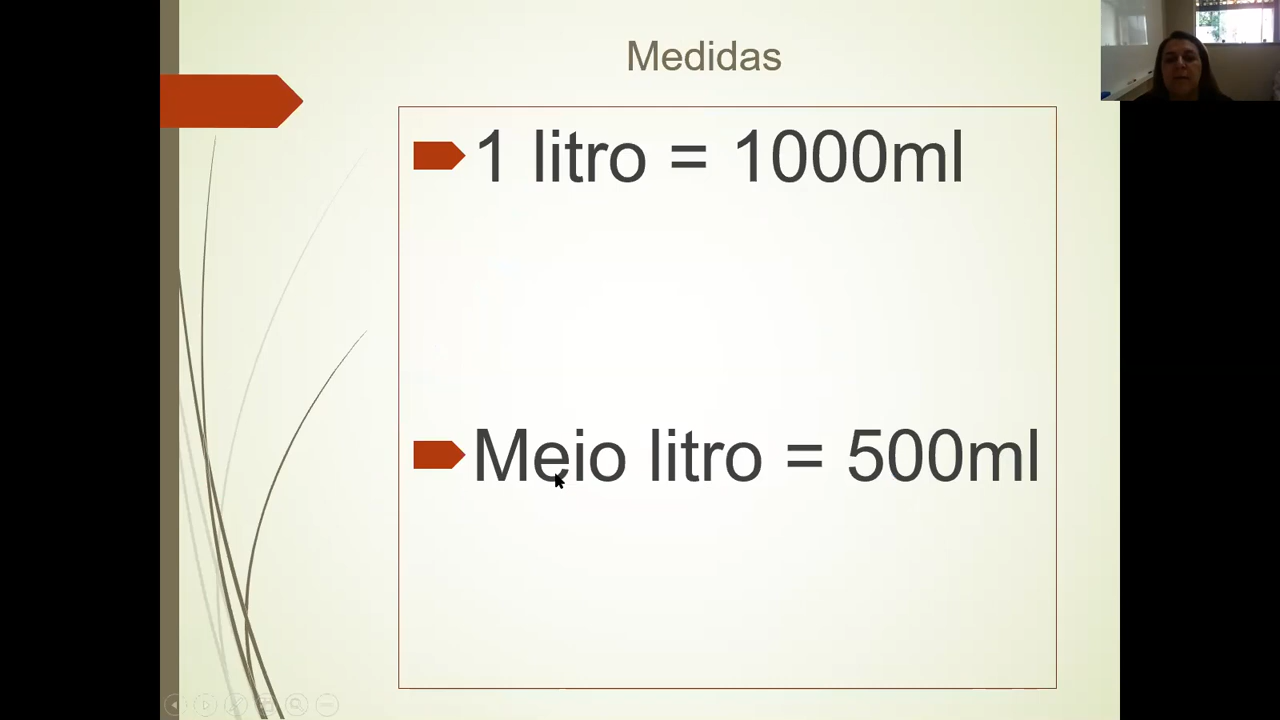 Medidas
1 litro = 1000ml
Meio litro = 500ml